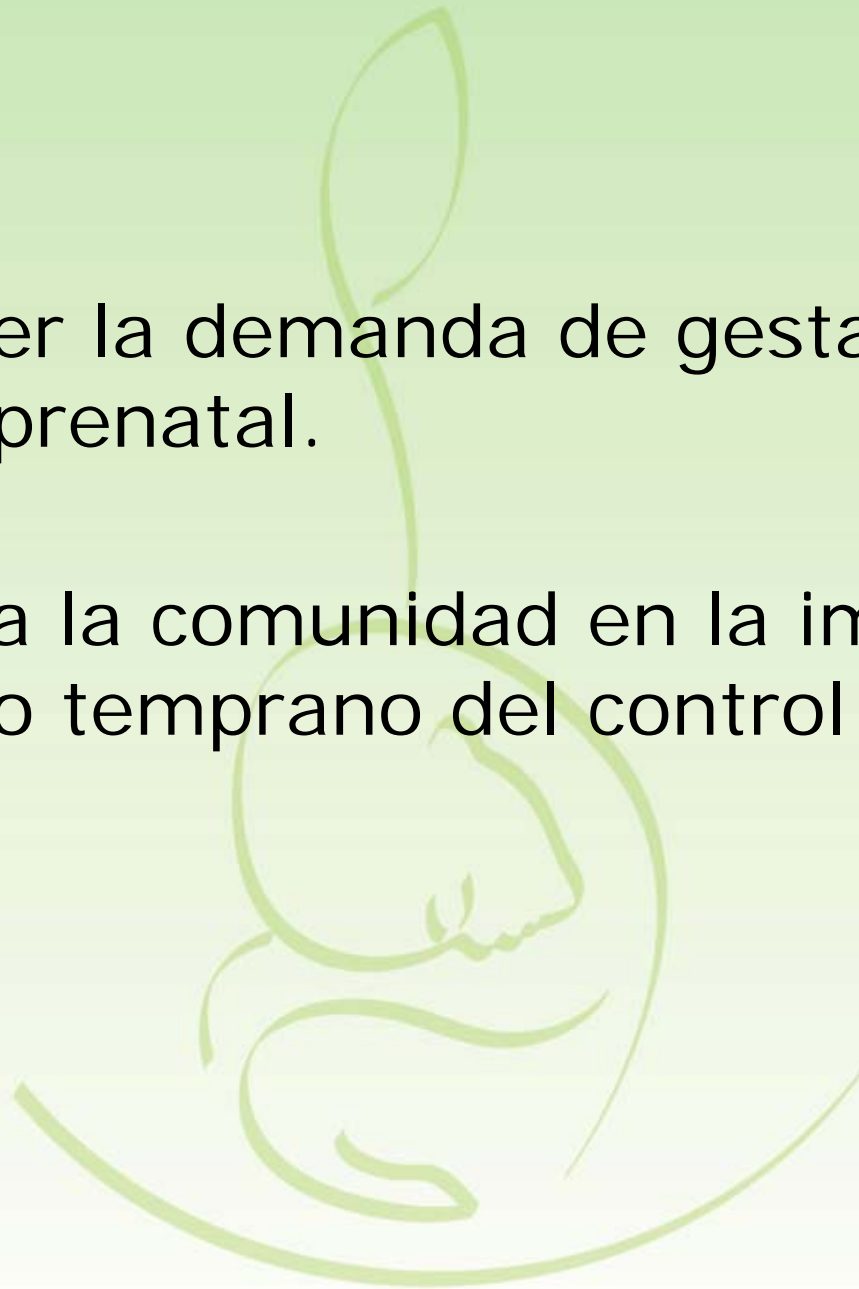 er la demanda de gesta
prenatal.
a la comunidad en la im
o temprano del control